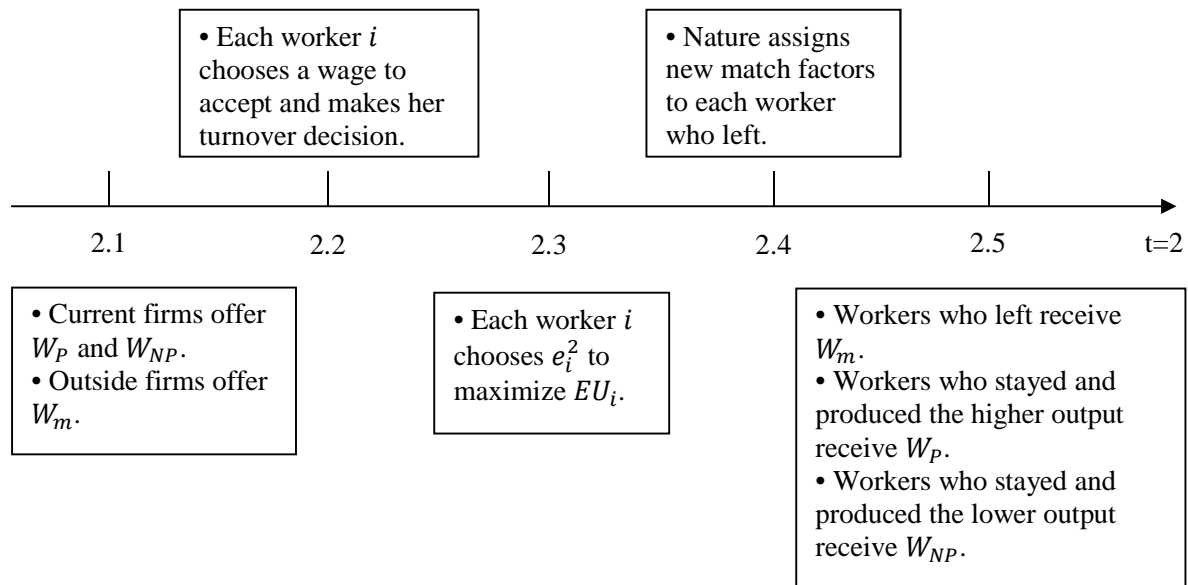 • Each worker i
chooses a wage to
accept and makes her
turnover decision.
• Nature assigns
new match factors
to each worker
who left.
2.1 2.2 2.3 2.4 2.5 t=2
• Current firms offer
W_P and W_NP.
• Outside firms offer
W_m.
• Each worker i
chooses e_i^2 to
maximize EU_i.
• Workers who left receive
W_m.
• Workers who stayed and
produced the higher output
receive W_P.
• Workers who stayed and
produced the lower output
receive W_NP.